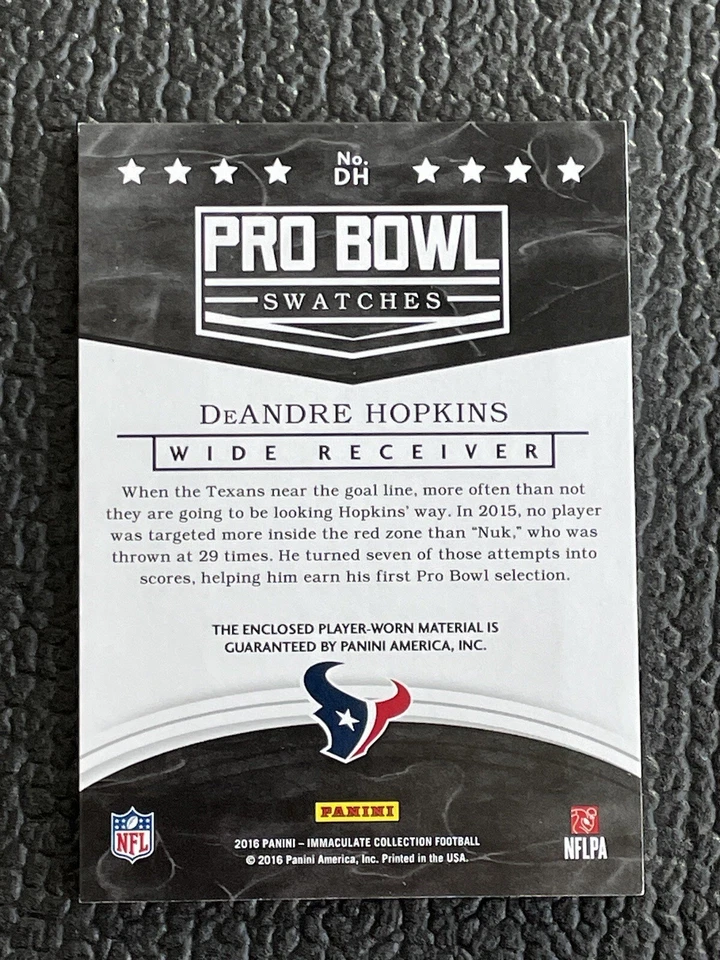 No.
DH
PRO BOWL
SWATCHES
DeANDRE HOPKINS
WIDE RECEIVER
When the Texans near the goal line, more often than not
they are going to be looking Hopkins' way. In 2015, no player
was targeted more inside the red zone than "Nuk," who was
thrown at 29 times. He turned seven of those attempts into
scores, helping him earn his first Pro Bowl selection.
THE ENCLOSED PLAYER-WORN MATERIAL IS
GUARANTEED BY PANINI AMERICA, INC.
PANINI
NFL
2016 PANINI – IMMACULATE COLLECTION FOOTBALL
© 2016 Panini America, Inc. Printed in the USA.
NFLPA